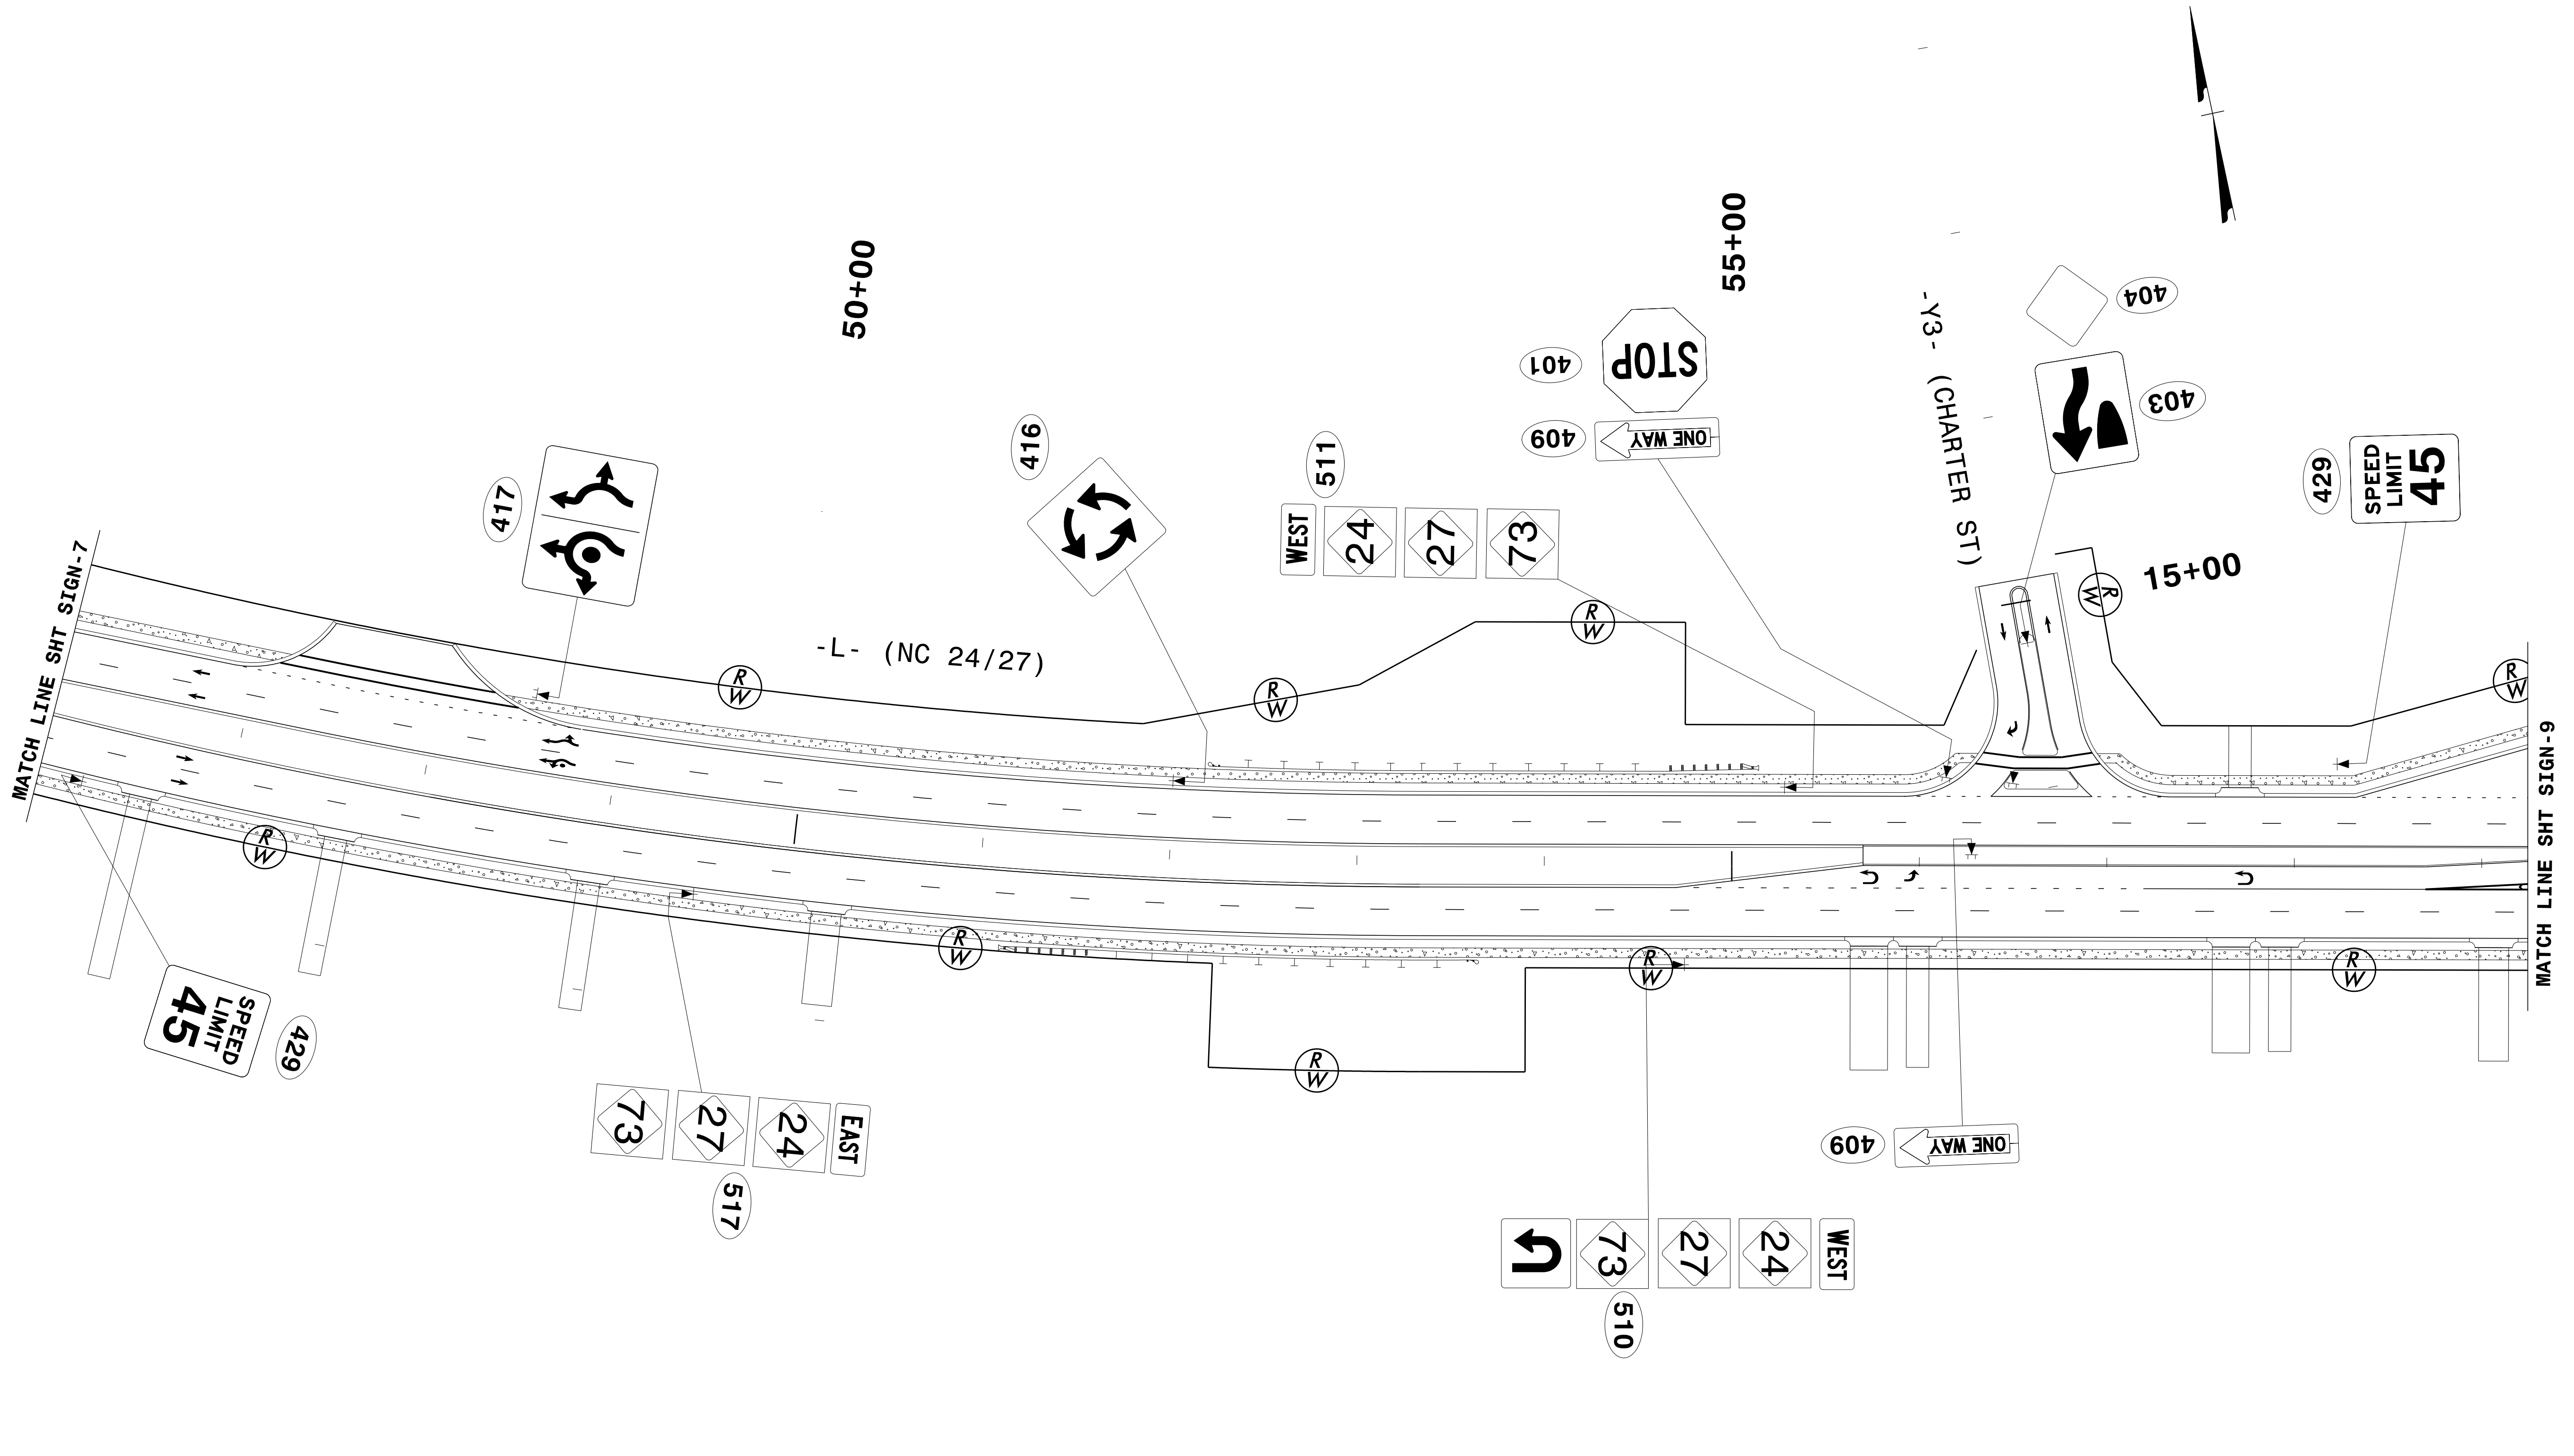 50+00
55+00
404
-Y3- (CHARTER ST)
403
401
STOP
409
ONE WAY
429
SPEED
LIMIT
45
417
416
511
WEST
24
27
73
15+00
-L- (NC 24/27)
R
W
R
W
R
W
R
W
R
W
MATCH LINE SHT SIGN-7
MATCH LINE SHT SIGN-9
R
W
R
W
R
W
R
W
R
W
SPEED
LIMIT
45
429
73
27
24
EAST
517
409
ONE WAY
73
27
24
WEST
510